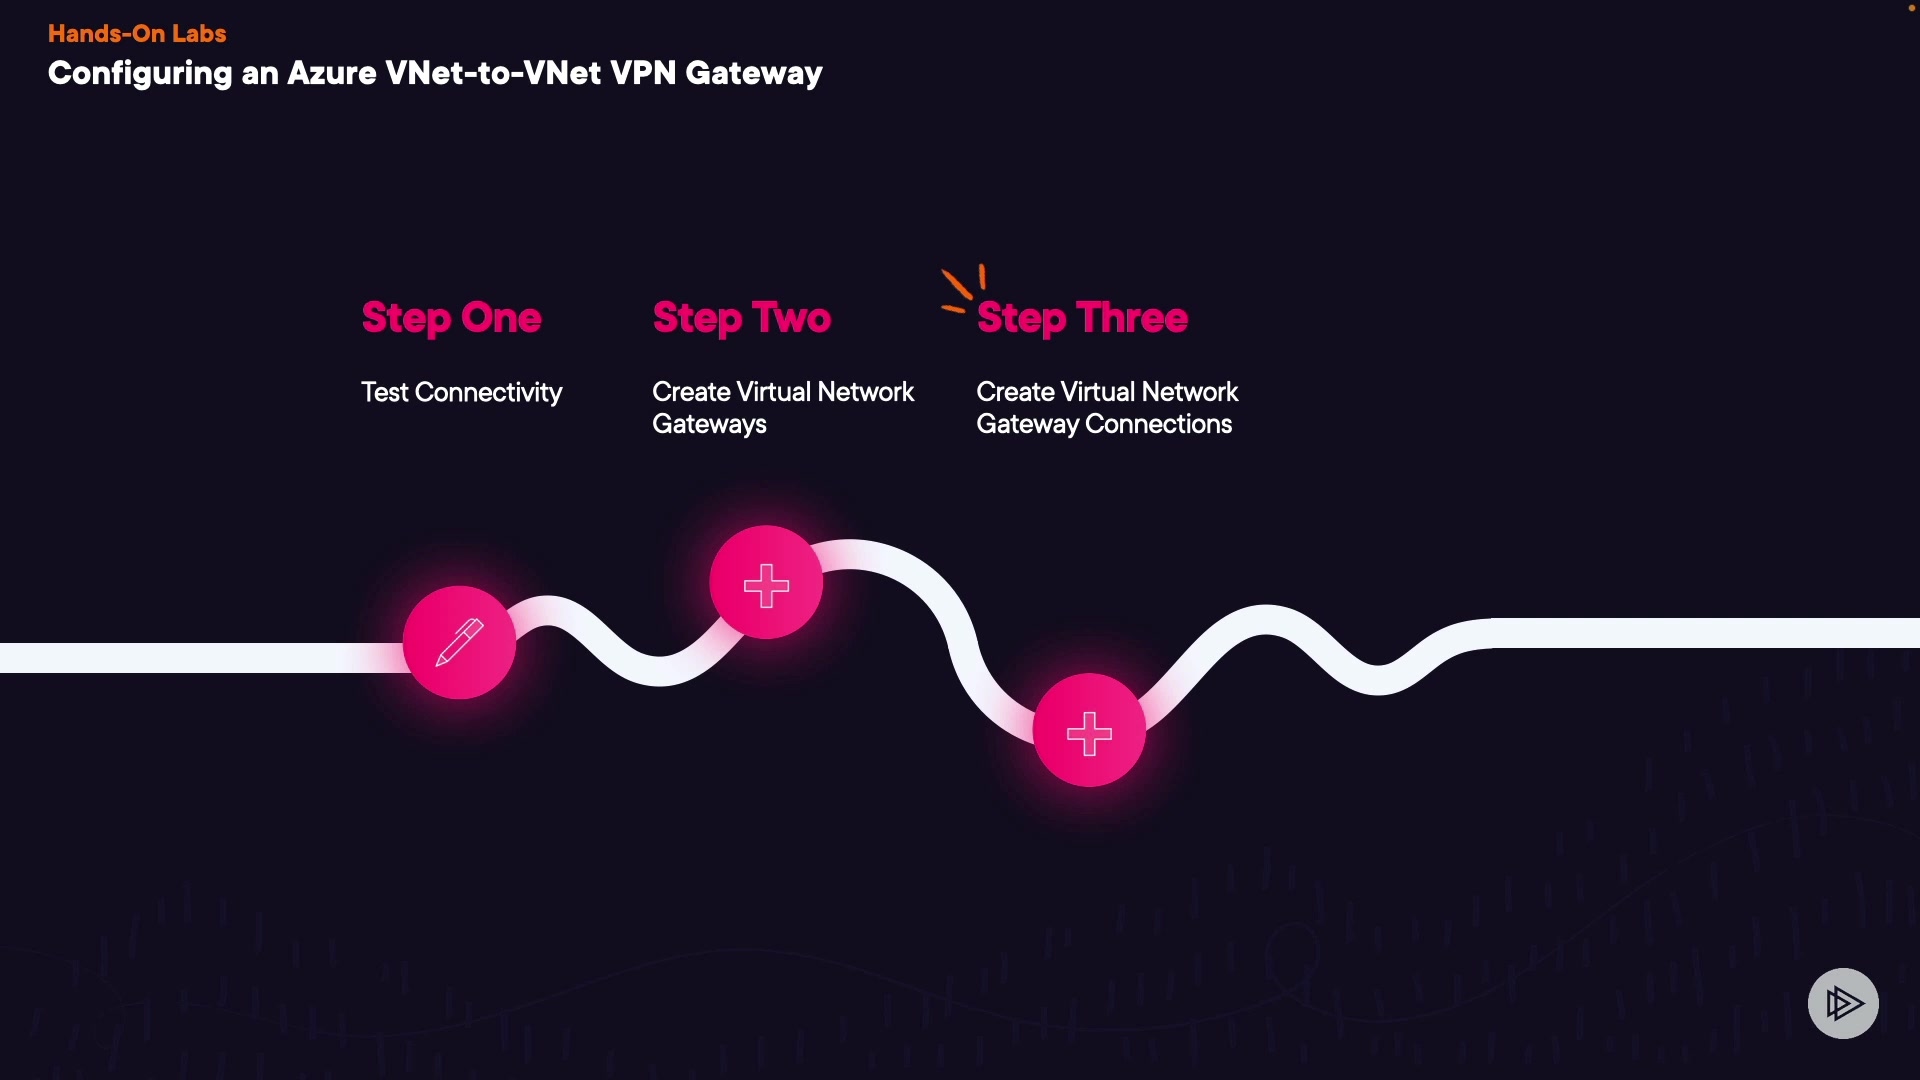 Hands-On Labs
Configuring an Azure VNet-to-VNet VPN Gateway
Step One
Test Connectivity
Step Two
Create Virtual Network
Gateways
Step Three
Create Virtual Network
Gateway Connections